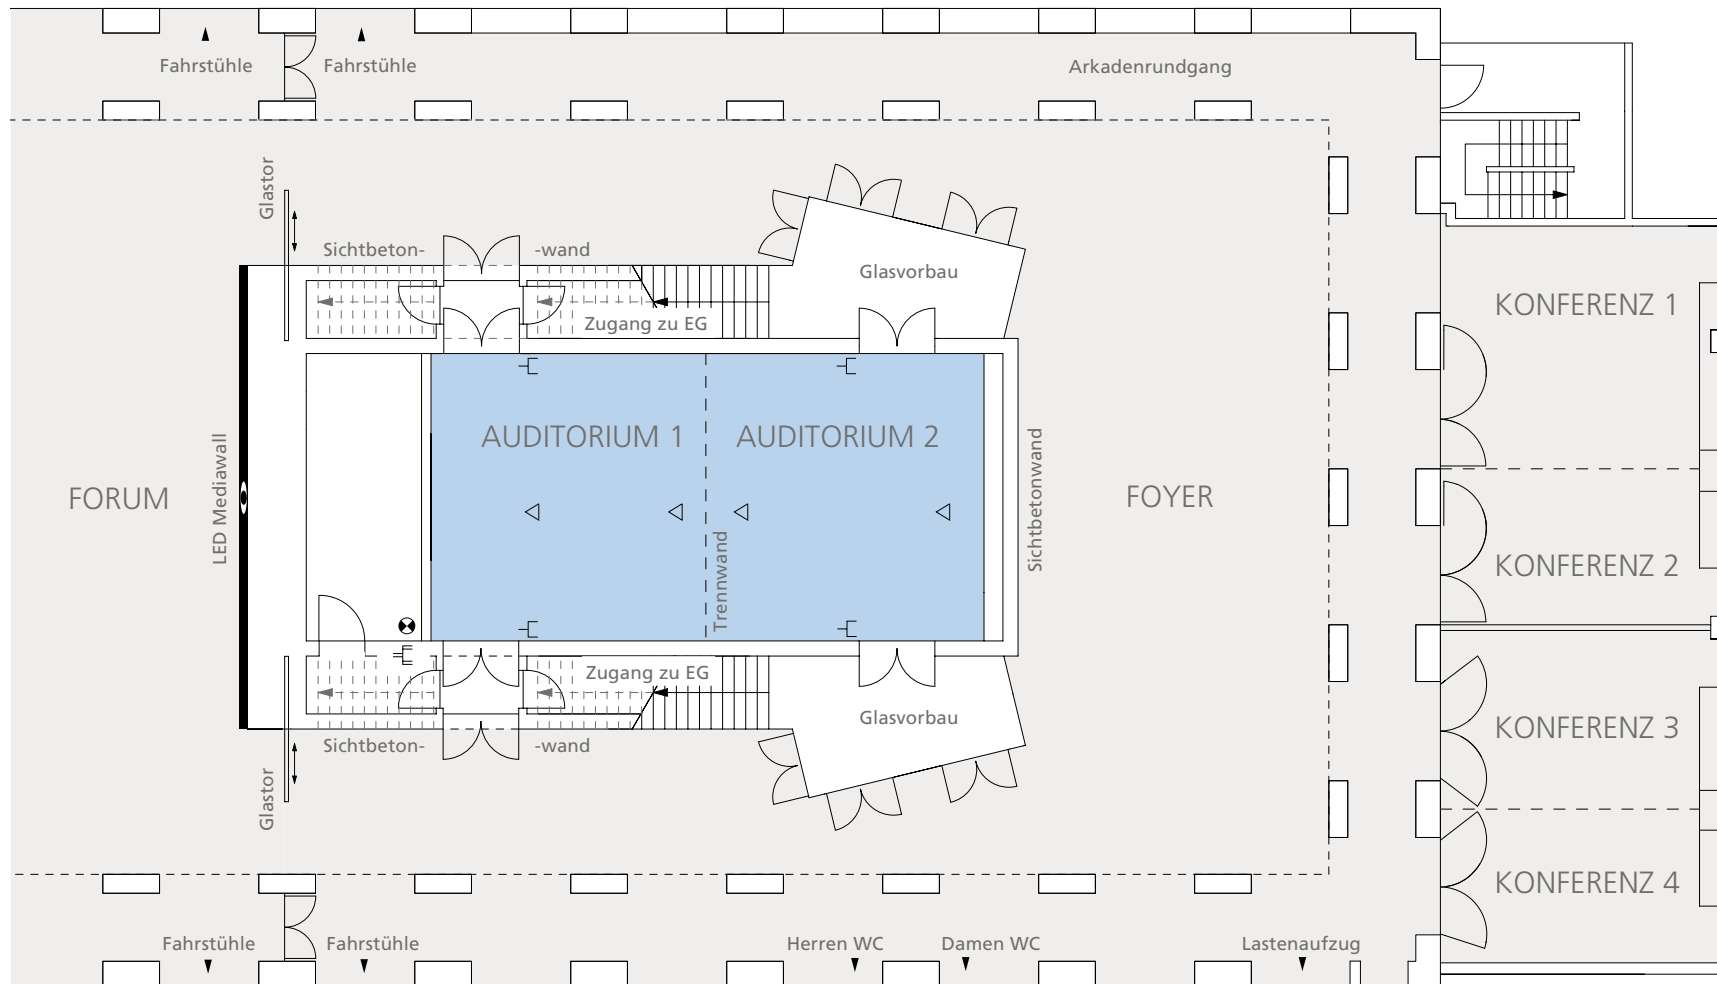 Fahrstühle
Fahrstühle
Arkadenrundgang
Glastor
Sichtbeton-
-wand
Glasvorbau
KONFERENZ 1
Zugang zu EG
AUDITORIUM 1
AUDITORIUM 2
FORUM
LED Mediawall
Trennwand
Sichtbetonwand
FOYER
KONFERENZ 2
Zugang zu EG
Glasvorbau
KONFERENZ 3
Sichtbeton-
-wand
Glastor
KONFERENZ 4
Fahrstühle
Fahrstühle
Herren WC
Damen WC
Lastenaufzug